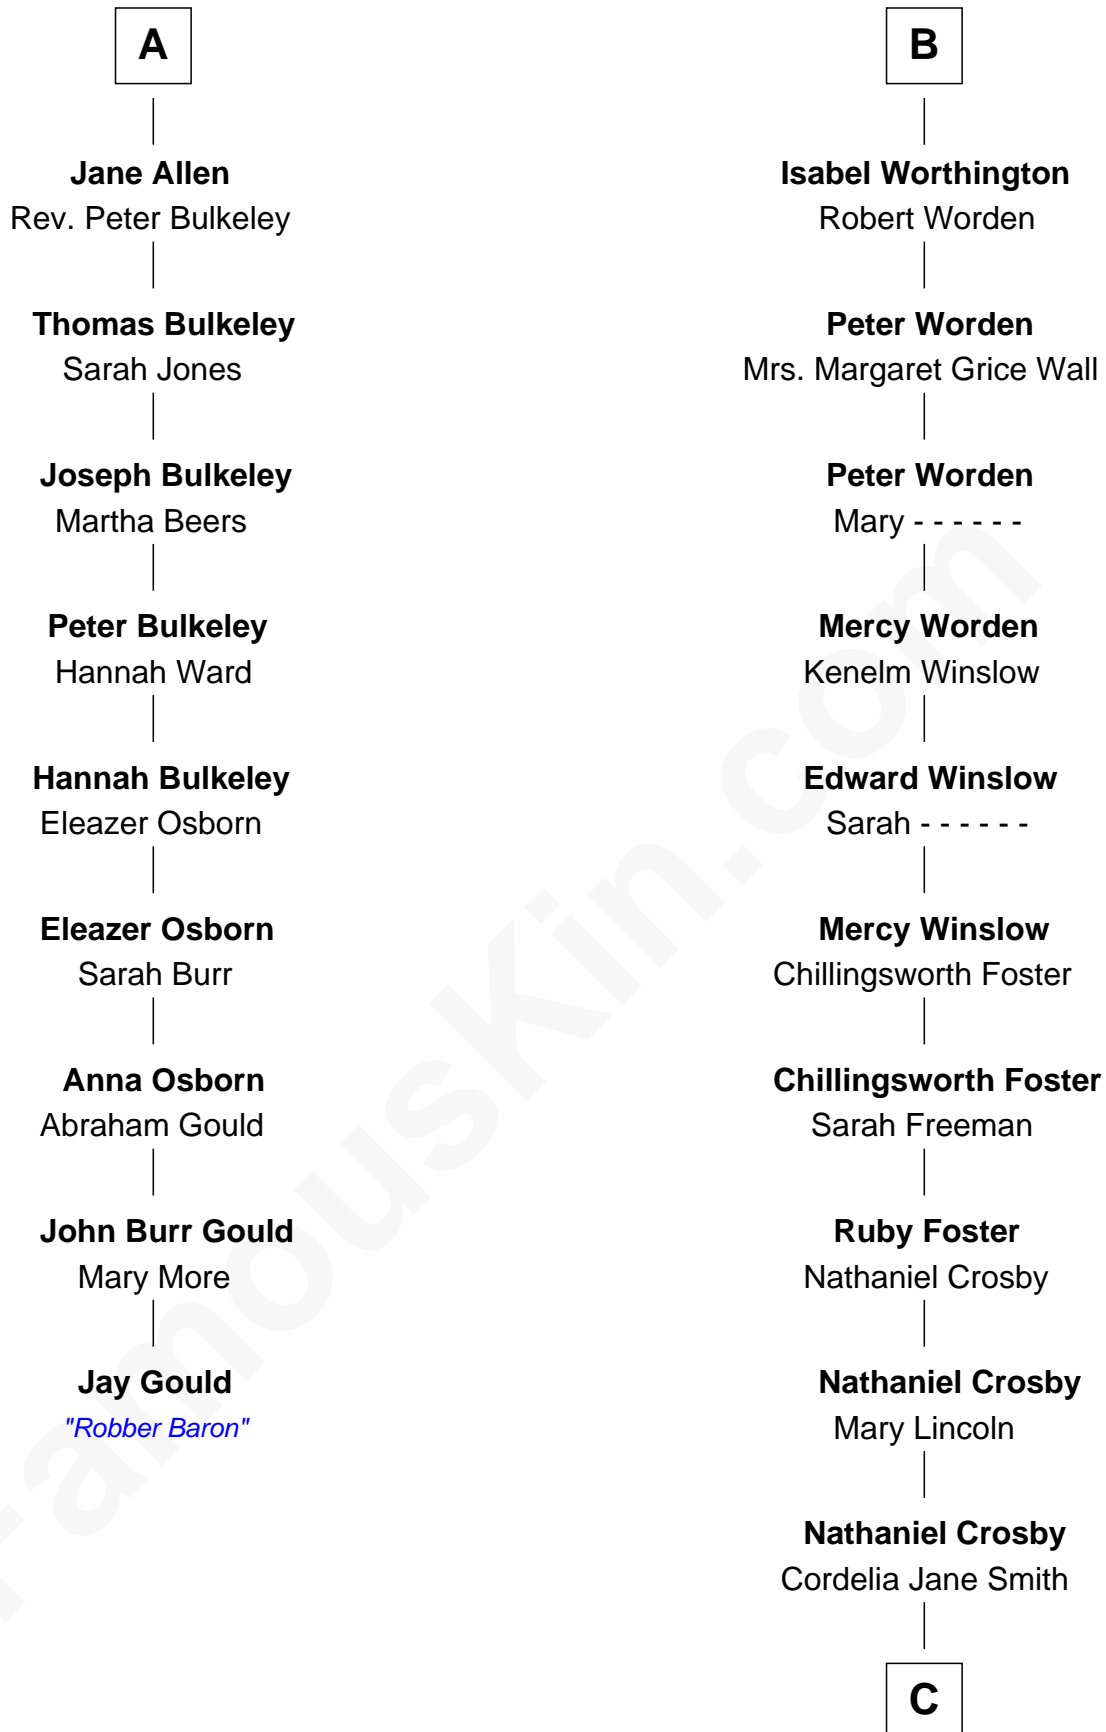 A
Jane Allen
Rev. Peter Bulkeley
Thomas Bulkeley
Sarah Jones
Joseph Bulkeley
Martha Beers
Peter Bulkeley
Hannah Ward
Hannah Bulkeley
Eleazer Osborn
Eleazer Osborn
Sarah Burr
Anna Osborn
Abraham Gould
John Burr Gould
Mary More
Jay Gould
"Robber Baron"
B
Isabel Worthington
Robert Worden
Peter Worden
Mrs. Margaret Grice Wall
Peter Worden
Mary - - - - - -
Mercy Worden
Kenelm Winslow
Edward Winslow
Sarah - - - - - -
Mercy Winslow
Chillingsworth Foster
Chillingsworth Foster
Sarah Freeman
Ruby Foster
Nathaniel Crosby
Nathaniel Crosby
Mary Lincoln
Nathaniel Crosby
Cordelia Jane Smith
C
FamousKin.com